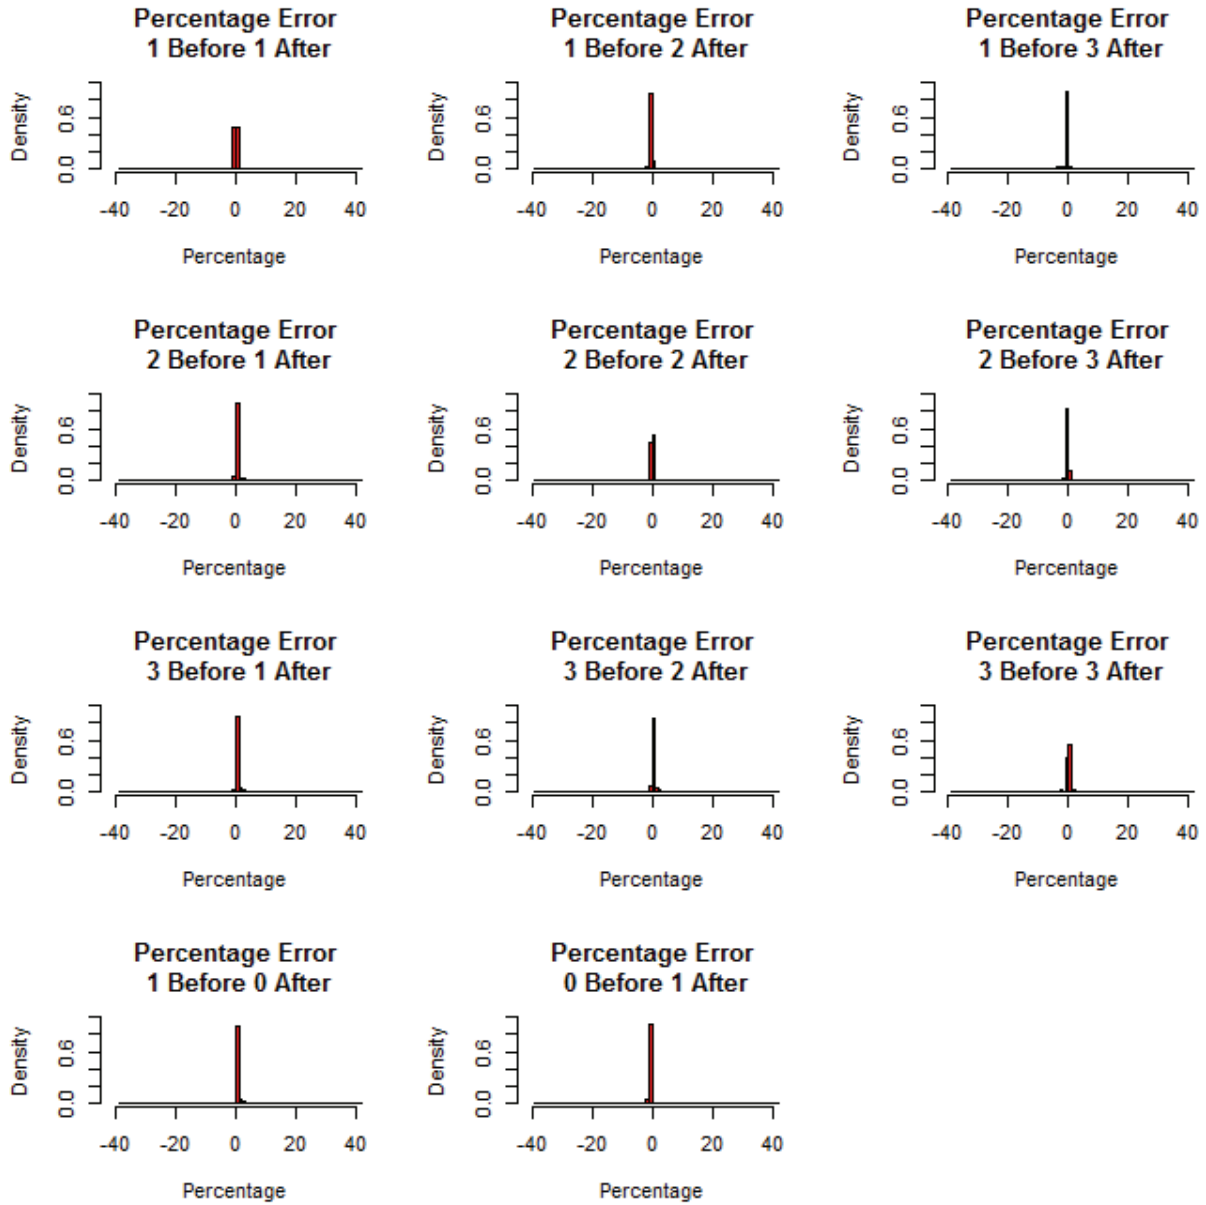 Percentage Error
1 Before 1 After
Density
0.0 0.6
-40 -20 0 20 40
Percentage
Percentage Error
1 Before 2 After
Density
0.0 0.6
-40 -20 0 20 40
Percentage
Percentage Error
1 Before 3 After
Density
0.0 0.6
-40 -20 0 20 40
Percentage
Percentage Error
2 Before 1 After
Density
0.0 0.6
-40 -20 0 20 40
Percentage
Percentage Error
2 Before 2 After
Density
0.0 0.6
-40 -20 0 20 40
Percentage
Percentage Error
2 Before 3 After
Density
0.0 0.6
-40 -20 0 20 40
Percentage
Percentage Error
3 Before 1 After
Density
0.0 0.6
-40 -20 0 20 40
Percentage
Percentage Error
3 Before 2 After
Density
0.0 0.6
-40 -20 0 20 40
Percentage
Percentage Error
3 Before 3 After
Density
0.0 0.6
-40 -20 0 20 40
Percentage
Percentage Error
1 Before 0 After
Density
0.0 0.6
-40 -20 0 20 40
Percentage
Percentage Error
0 Before 1 After
Density
0.0 0.6
-40 -20 0 20 40
Percentage